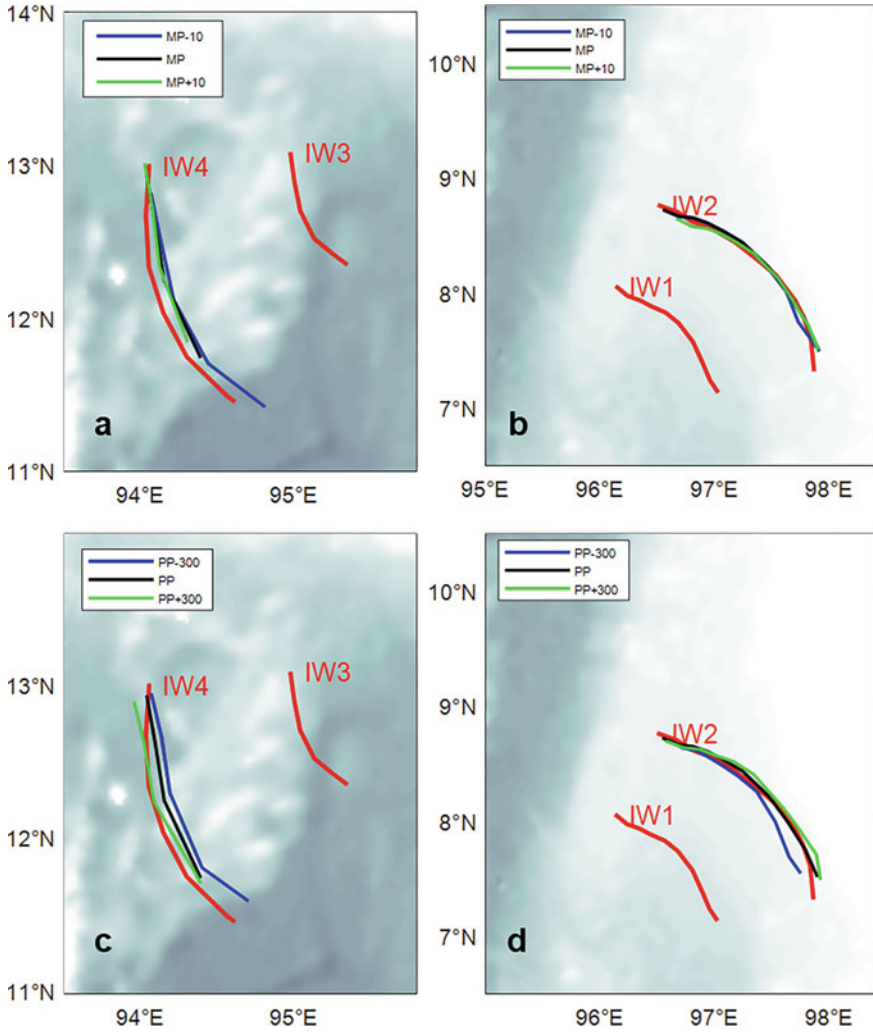 14°N
13°N
12°N
11°N
MP-10
MP
MP+10
IW4
IW3
a
94°E
95°E
10°N
9°N
8°N
7°N
MP-10
MP
MP+10
IW2
IW1
b
95°E
96°E
97°E
98°E
13°N
12°N
11°N
PP-300
PP
PP+300
IW4
IW3
c
94°E
95°E
10°N
9°N
8°N
7°N
PP-300
PP
PP+300
IW2
IW1
d
96°E
97°E
98°E